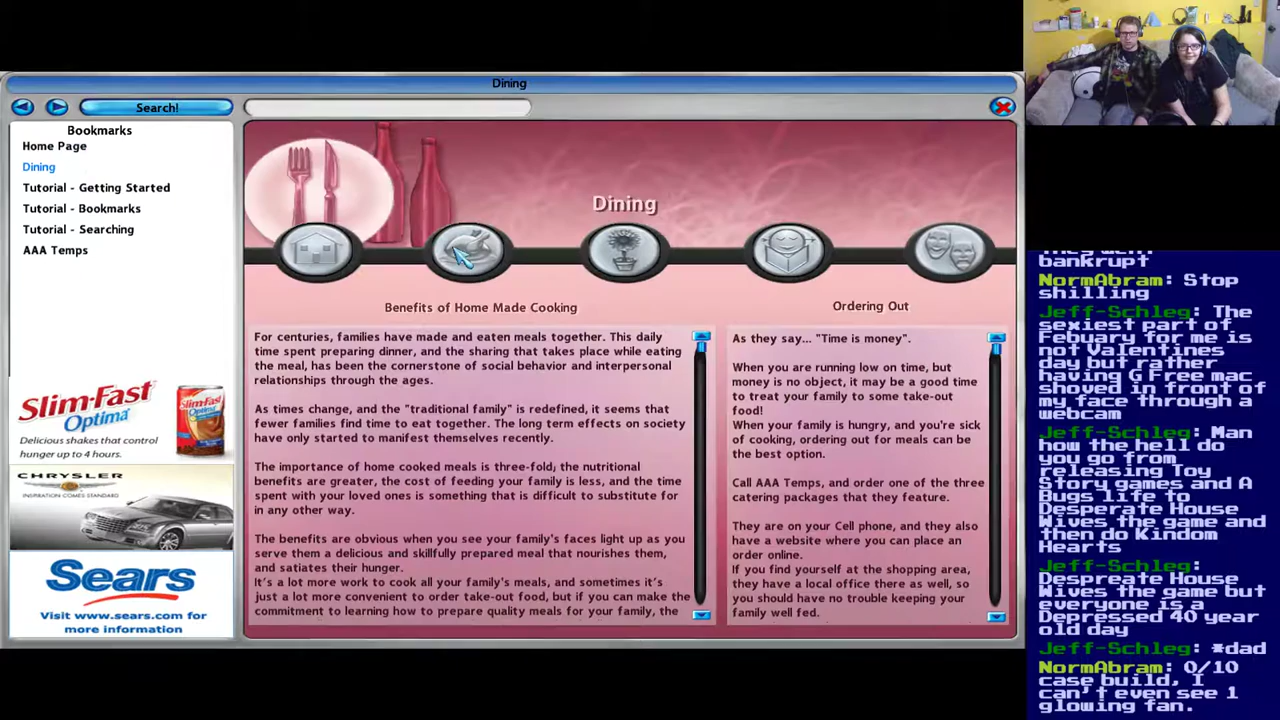 Dining
Search!
Bookmarks
Home Page
Dining
Tutorial - Getting Started
Tutorial - Bookmarks
Tutorial - Searching
AAA Temps
Slim-Fast
Optima
Delicious shakes that control
hunger up to 4 hours.
CHRYSLER
INSPIRATION COMES STANDARD
Sears
Visit www.sears.com for
more information
Dining
Benefits of Home Made Cooking
For centuries, families have made and eaten meals together. This daily
time spent preparing dinner, and the sharing that takes place while eating
the meal, has been the cornerstone of social behavior and interpersonal
relationships through the ages.
As times change, and the "traditional family" is redefined, it seems that
fewer families find time to eat together. The long term effects on society
have only started to manifest themselves recently.
The importance of home cooked meals is three-fold; the nutritional
benefits are greater, the cost of feeding your family is less, and the time
spent with your loved ones is something that is difficult to substitute for
in any other way.
The benefits are obvious when you see your family's faces light up as you
serve them a delicious and skillfully prepared meal that nourishes them,
and satiates their hunger.
It's a lot more work to cook all your family's meals, and sometimes it's
just a lot more convenient to order take-out food, but if you can make the
commitment to learning how to prepare quality meals for your family, the
Ordering Out
As they say... "Time is money".
When you are running low on time, but
money is no object, it may be a good time
to treat your family to some take-out
food!
When your family is hungry, and you're sick
of cooking, ordering out for meals can be
the best option.
Call AAA Temps, and order one of the three
catering packages that they feature.
They are on your Cell phone, and they also
have a website where you can place an
order online.
If you find yourself at the shopping area,
they have a local office there as well, so
you should have no trouble keeping your
family well fed.
They went
bankrupt
NormAbram: Stop
shilling
Jeff-Schleg: The
sexiest part of
Febuary for me is
not Valentines
day but rather
having G Free mac
shoved in front of
my face through a
webcam
Jeff-Schleg: Man
how the hell do
you go from
releasing Toy
Story games and A
Bugs life to
Desperate House
Wives the game and
then do Kindom
Hearts
Jeff-Schleg:
Despreate House
Wives the game but
everyone is a
Depressed 40 year
old day
Jeff-Schleg: *dad
NormAbram: 0/10
case build, I
can't even see 1
glowing fan.